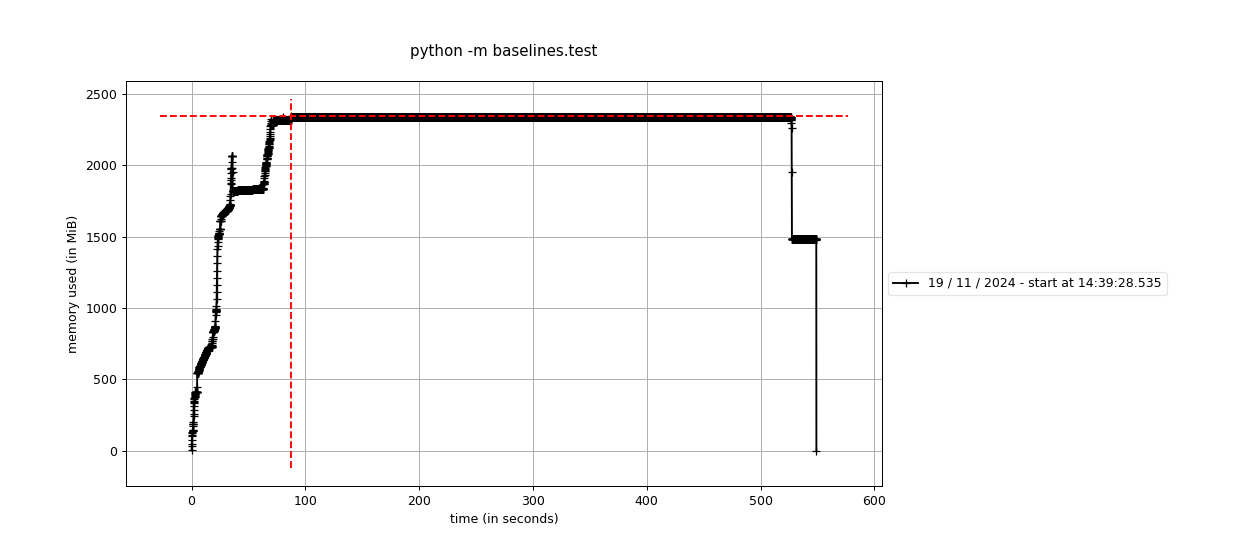 python -m baselines.test
2500
2000
1500
1000
500
0
memory used (in MiB)
0 100 200 300 400 500 600
time (in seconds)
19 / 11 / 2024 - start at 14:39:28.535